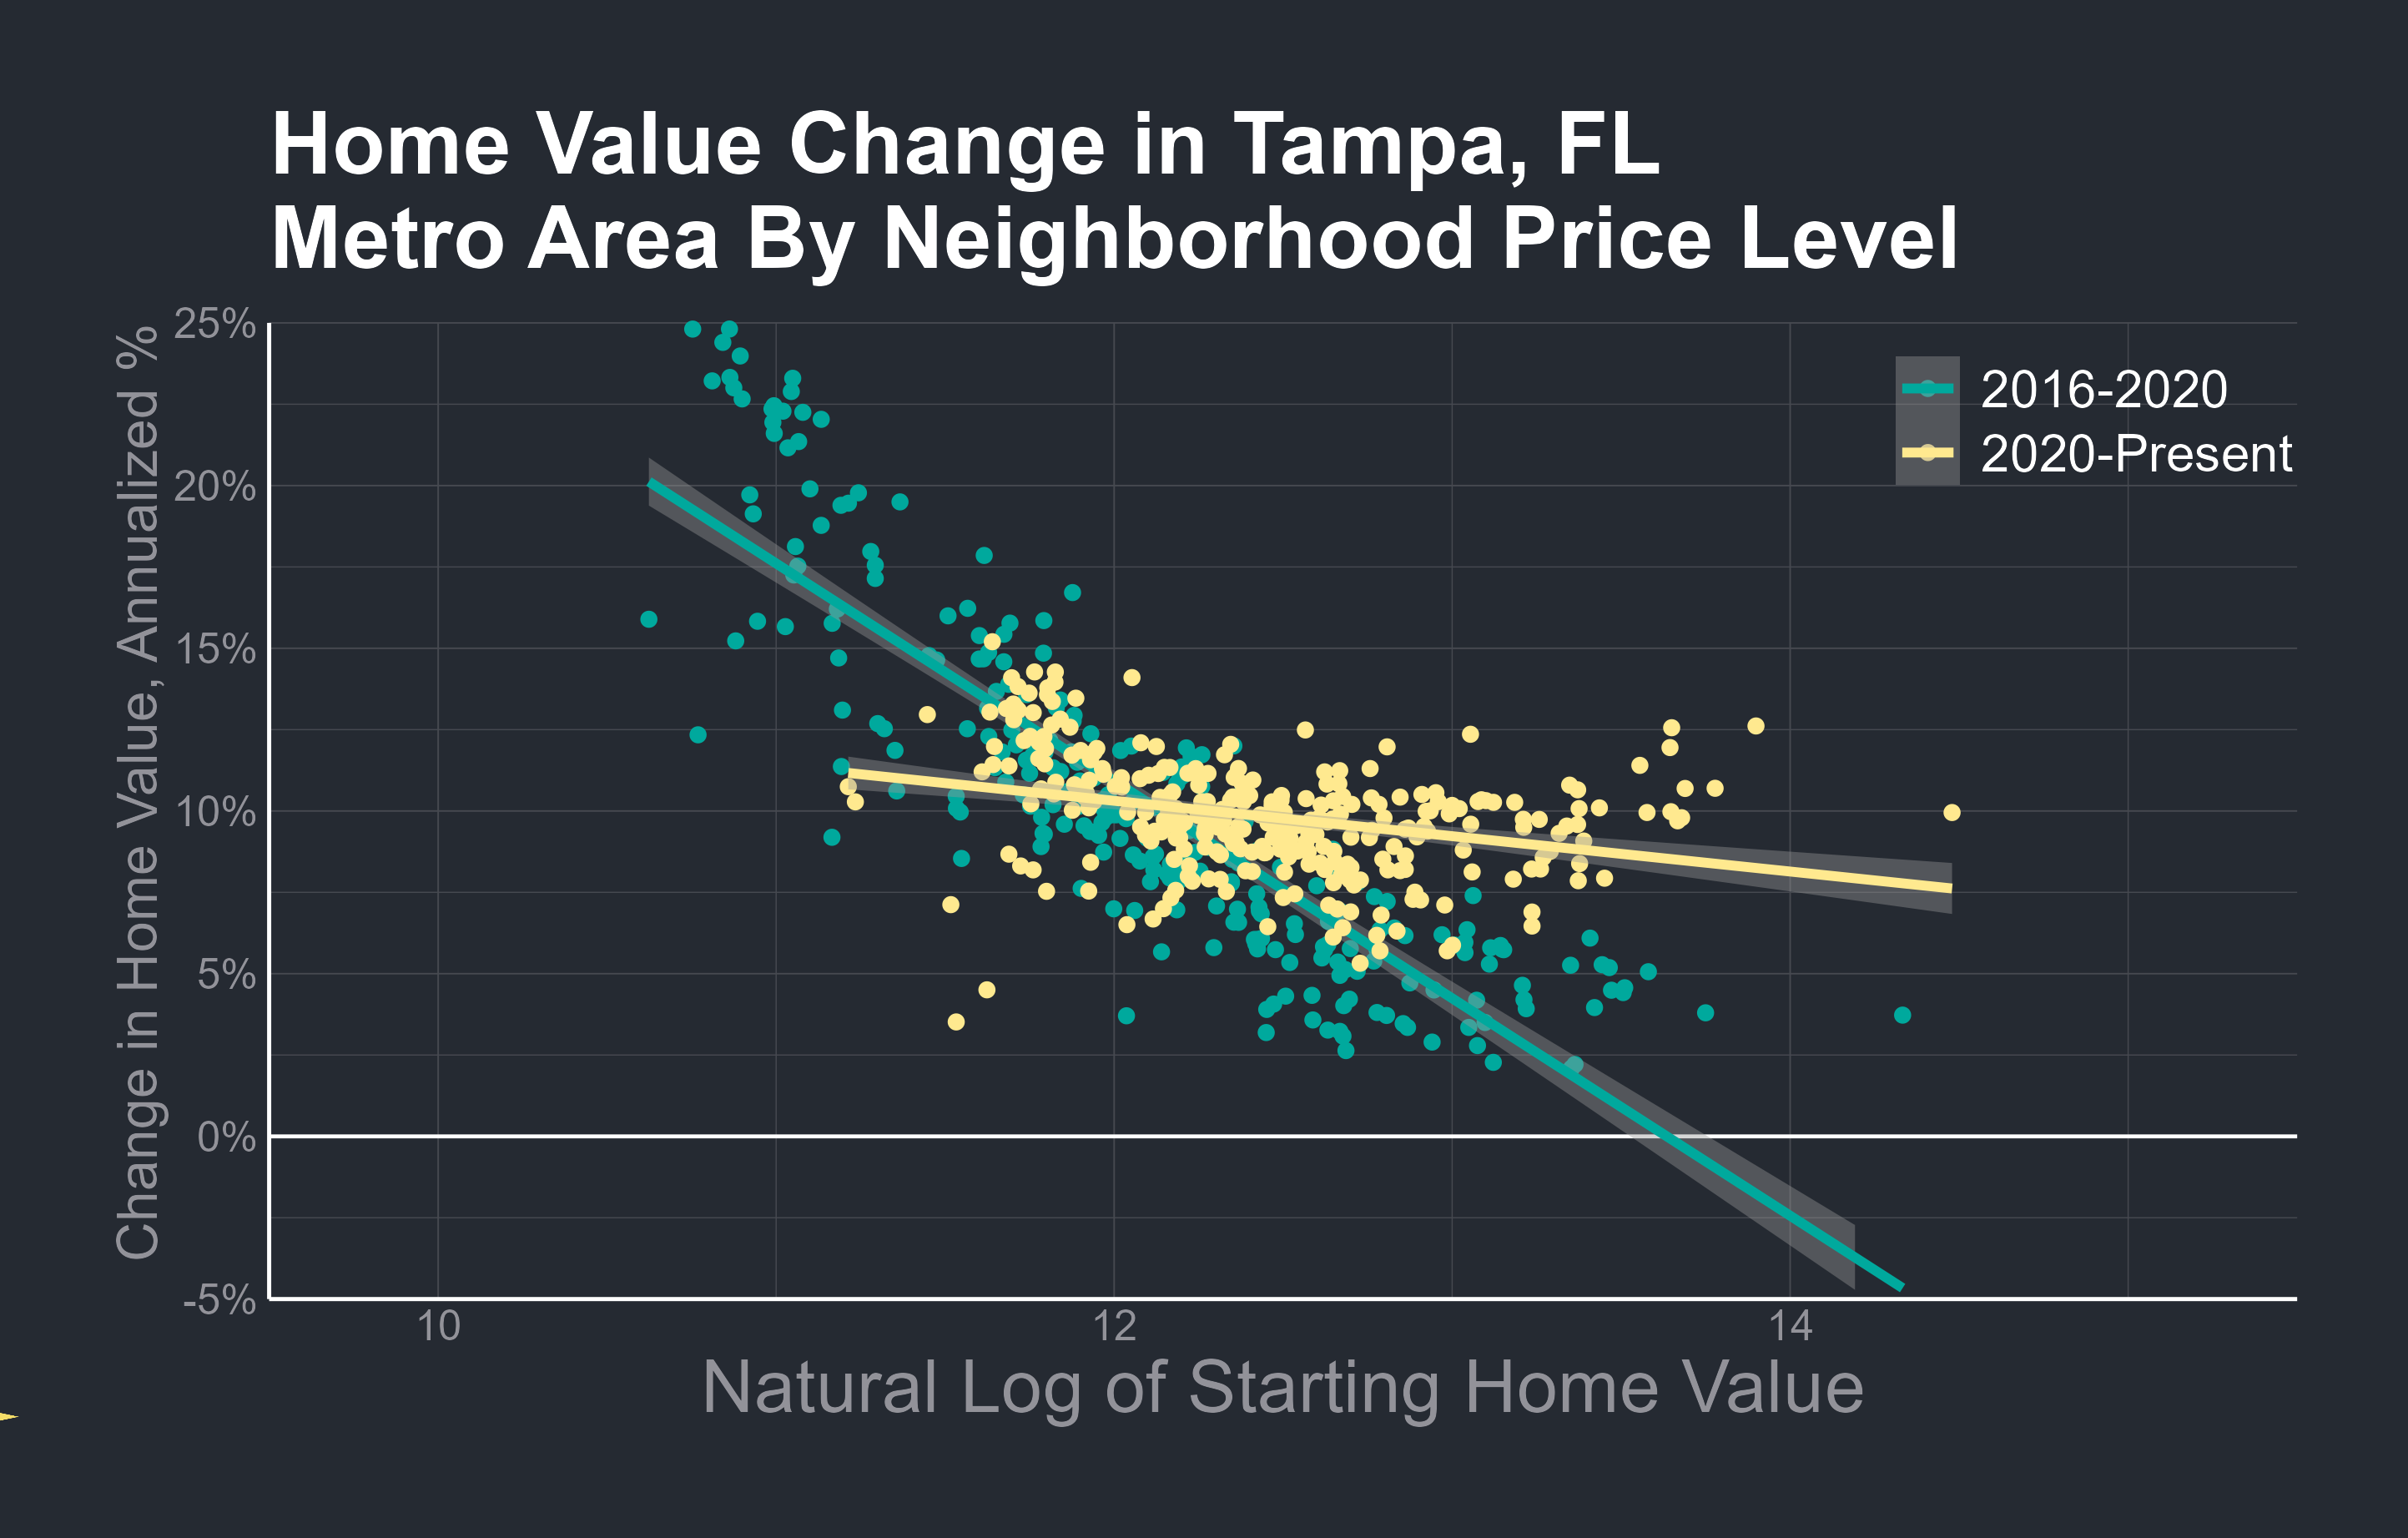 Home Value Change in Tampa, FL
Metro Area By Neighborhood Price Level
Change in Home Value, Annualized %
25%
20%
15%
10%
5%
0%
-5%
2016-2020
2020-Present
10
12
14
Natural Log of Starting Home Value